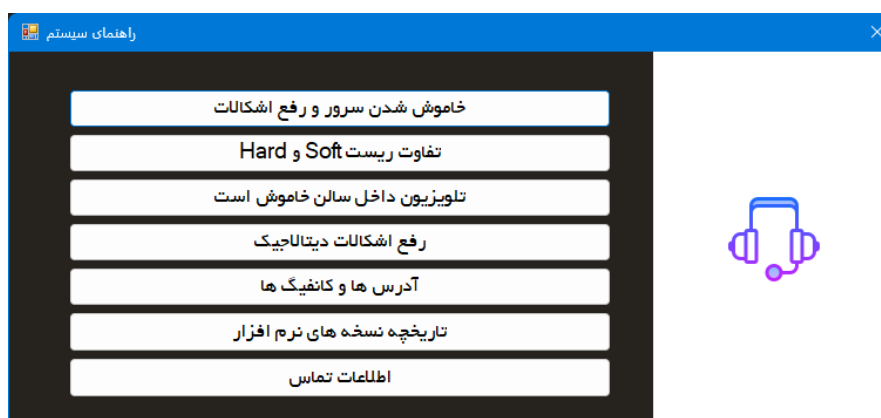 راهنمای سیستم
خاموش شدن سرور و رفع اشکالات
تفاوت ریست Soft و Hard
تلویزیون داخل سالن خاموش است
رفع اشکالات دیتالاجیک
آدرس ها و کانفیگ ها
تاریخچه نسخه های نرم افزار
اطلاعات تماس